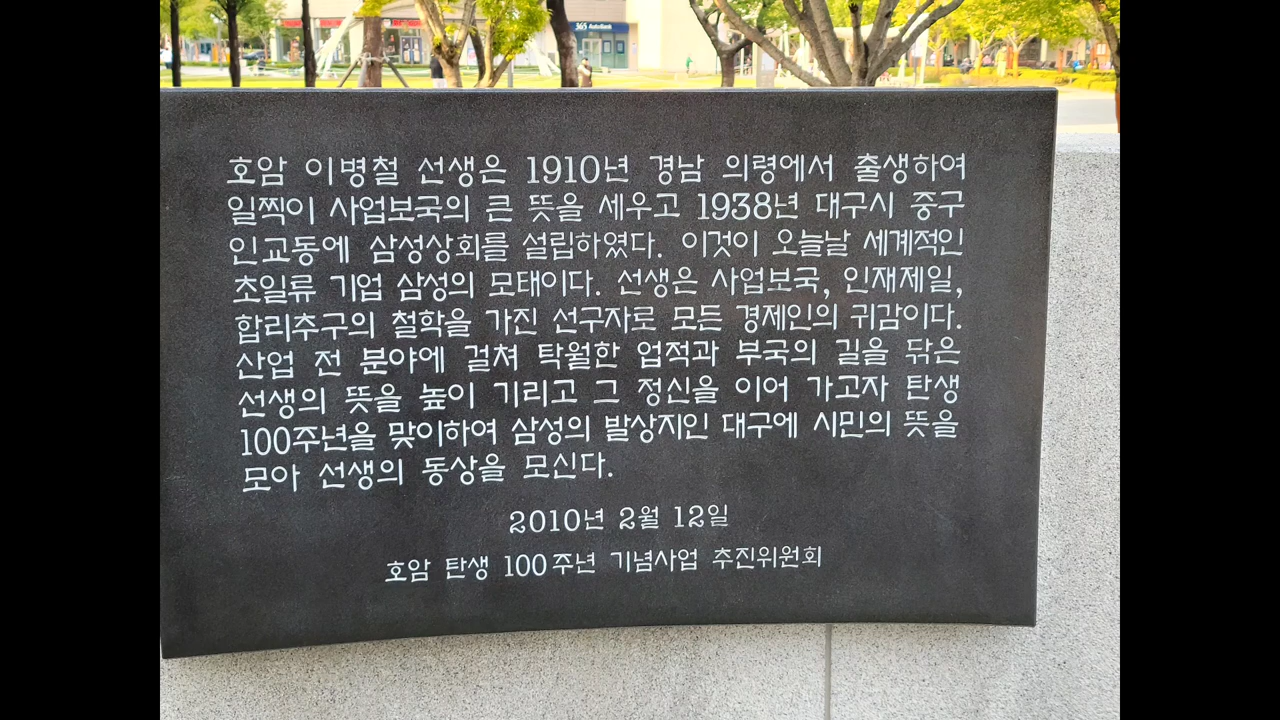 365 AutoBank
호암 이병철 선생은 1910년 경남 의령에서 출생하여
일찍이 사업보국의 큰 뜻을 세우고 1938년 대구시 중구
인교동에 삼성상회를 설립하였다. 이것이 오늘날 세계적인
초일류 기업 삼성의 모태이다. 선생은 사업보국, 인재제일,
합리추구의 철학을 가진 선구자로 모든 경제인의 귀감이다.
산업 전 분야에 걸쳐 탁월한 업적과 부국의 길을 닦은
선생의 뜻을 높이 기리고 그 정신을 이어 가고자 탄생
100주년을 맞이하여 삼성의 발상지인 대구에 시민의 뜻을
모아 선생의 동상을 모신다.
2010년 2월 12일
호암 탄생 100주년 기념사업 추진위원회